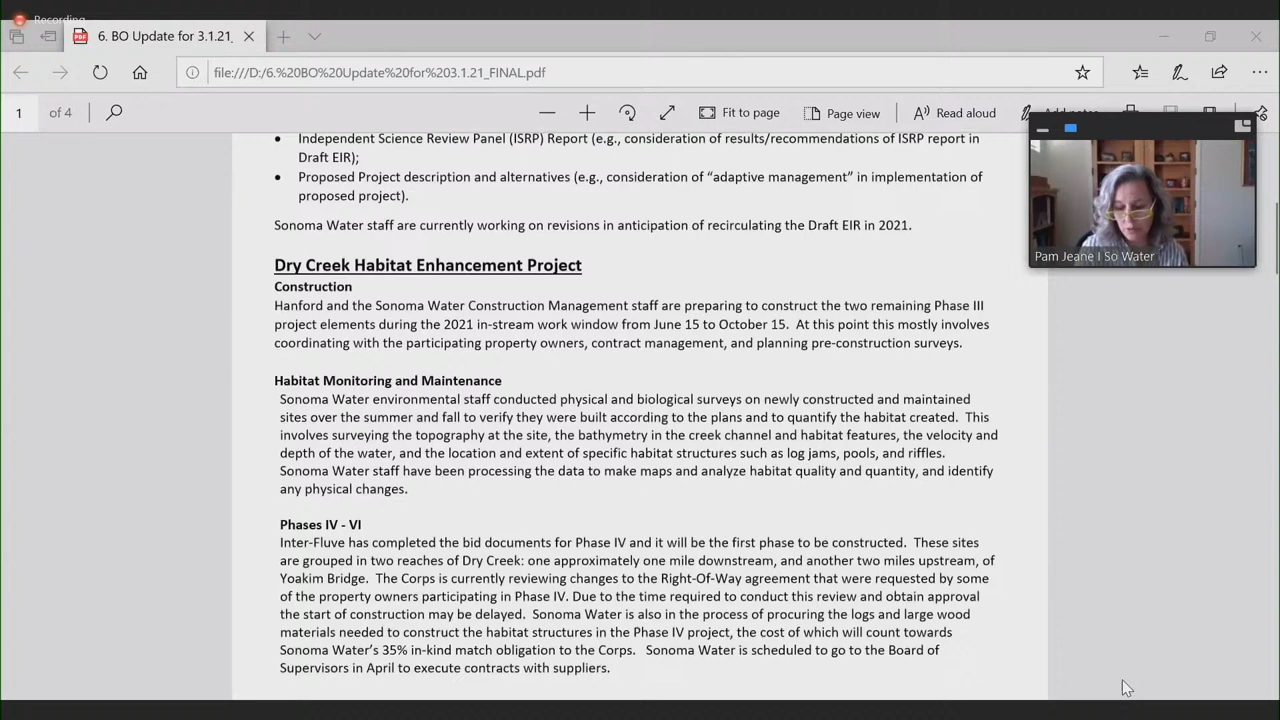 Recording
6. BO Update for 3.1.21_
file:///D:/6.%20BO%20Update%20for%203.1.21_FINAL.pdf
1 of 4
Fit to page
Page view
Read aloud
Add notes
• Independent Science Review Panel (ISRP) Report (e.g., consideration of results/recommendations of ISRP report in
Draft EIR);
• Proposed Project description and alternatives (e.g., consideration of “adaptive management” in implementation of
proposed project).
Pam Jeane I So Water
Sonoma Water staff are currently working on revisions in anticipation of recirculating the Draft EIR in 2021.
Dry Creek Habitat Enhancement Project
Construction
Hanford and the Sonoma Water Construction Management staff are preparing to construct the two remaining Phase III
project elements during the 2021 in-stream work window from June 15 to October 15.  At this point this mostly involves
coordinating with the participating property owners, contract management, and planning pre-construction surveys.
Habitat Monitoring and Maintenance
Sonoma Water environmental staff conducted physical and biological surveys on newly constructed and maintained
sites over the summer and fall to verify they were built according to the plans and to quantify the habitat created.  This
involves surveying the topography at the site, the bathymetry in the creek channel and habitat features, the velocity and
depth of the water, and the location and extent of specific habitat structures such as log jams, pools, and riffles.
Sonoma Water staff have been processing the data to make maps and analyze habitat quality and quantity, and identify
any physical changes.
Phases IV - VI
Inter-Fluve has completed the bid documents for Phase IV and it will be the first phase to be constructed.  These sites
are grouped in two reaches of Dry Creek: one approximately one mile downstream, and another two miles upstream, of
Yoakim Bridge.  The Corps is currently reviewing changes to the Right-Of-Way agreement that were requested by some
of the property owners participating in Phase IV. Due to the time required to conduct this review and obtain approval
the start of construction may be delayed.  Sonoma Water is also in the process of procuring the logs and large wood
materials needed to construct the habitat structures in the Phase IV project, the cost of which will count towards
Sonoma Water’s 35% in-kind match obligation to the Corps.   Sonoma Water is scheduled to go to the Board of
Supervisors in April to execute contracts with suppliers.